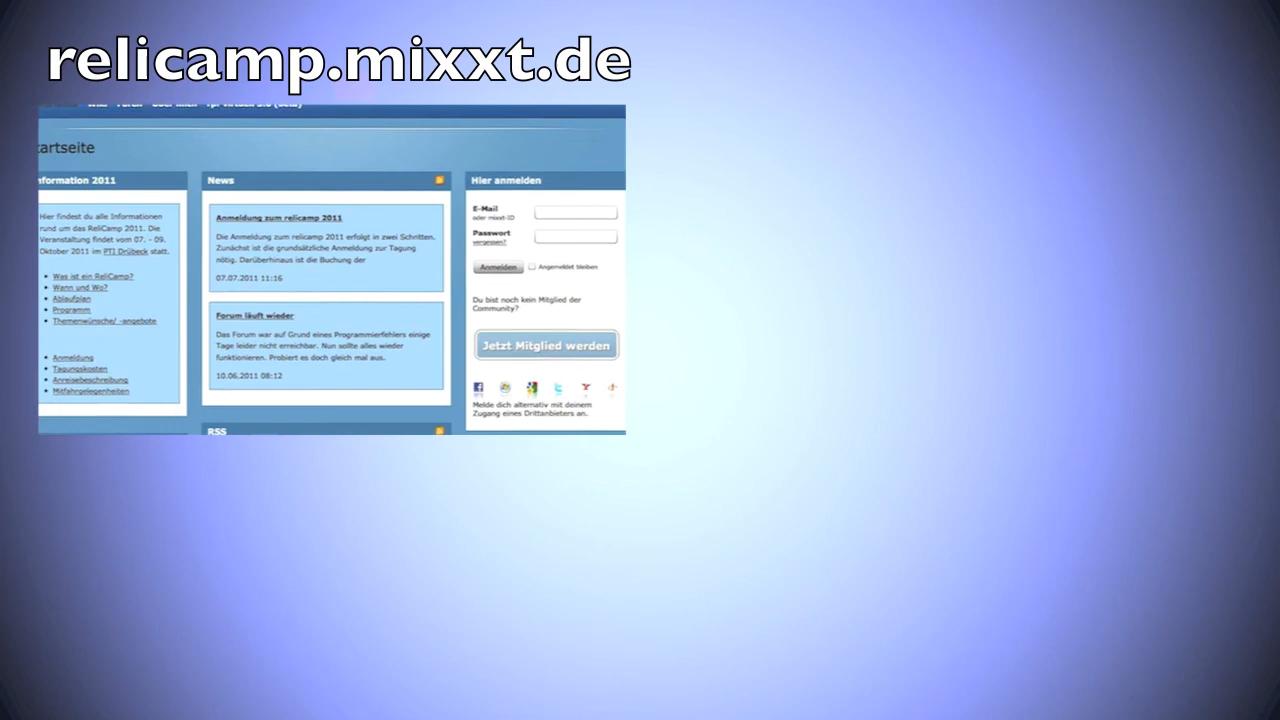 relicamp.mixxt.de
artseite
nformation 2011
Hier findest du alle Informationen
rund um das ReliCamp 2011. Die
Veranstaltung findet vom 07. - 09.
Oktober 2011 im PTI Drübeck statt.
Was ist ein ReliCamp?
Wann und Wo?
Ablaufplan
Programm
Themenwünsche/ -angebote
Anmeldung
Tagungskosten
Anreisebeschreibung
Mitfahrgelegenheiten
News
Anmeldung zum relicamp 2011
Die Anmeldung zum relicamp 2011 erfolgt in zwei Schritten.
Zunächst ist die grundsätzliche Anmeldung zur Tagung
nötig. Darüberhinaus ist die Buchung der
07.07.2011 11:16
Forum läuft wieder
Das Forum war auf Grund eines Programmierfehlers einige
Tage leider nicht erreichbar. Nun sollte alles wieder
funktionieren. Probiert es doch gleich mal aus.
10.06.2011 08:12
RSS
Hier anmelden
E-Mail
oder mixxt-ID
Passwort
vergessen?
Anmelden Angemeldet bleiben
Du bist noch kein Mitglied der
Community?
Jetzt Mitglied werden
Melde dich alternativ mit deinem
Zugang eines Drittanbieters an.